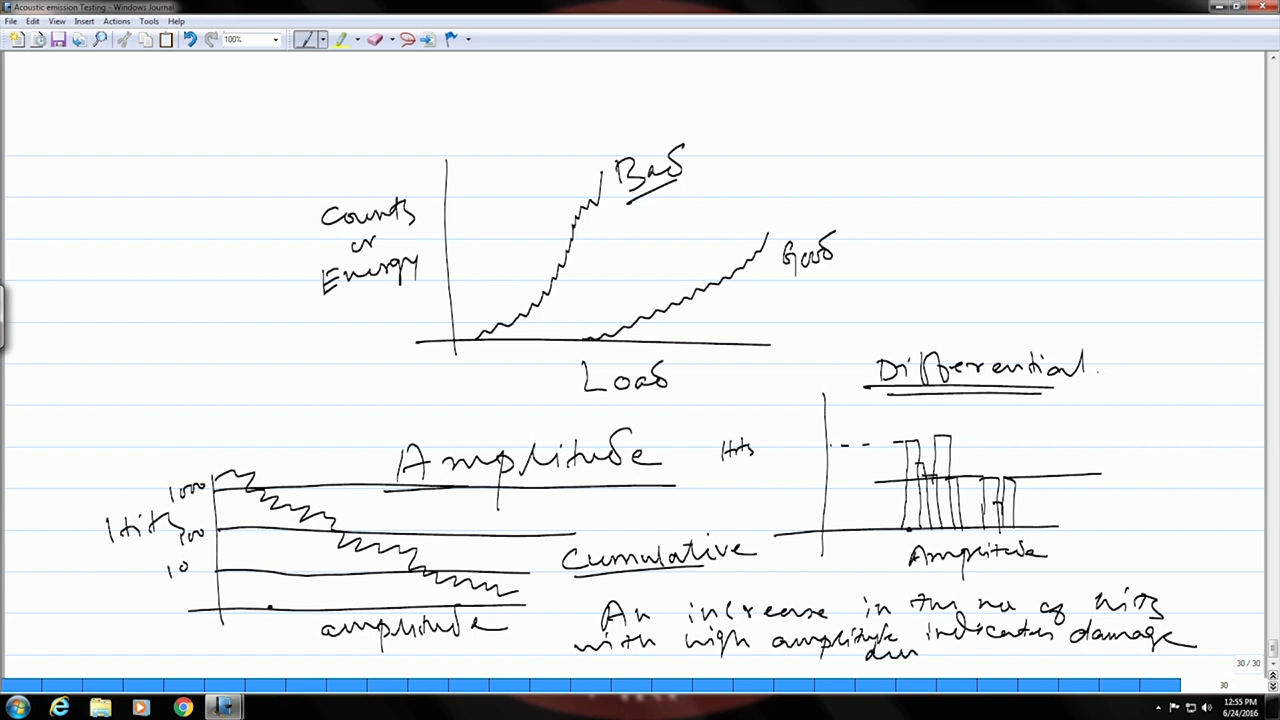 Acoustic emission Testing - Windows Journal
File Edit View Insert Actions Tools Help
100%
Bad
Counts
or
Energy
Good
Load
Differential.
Amplitude
Hits
1000
Hits
100
10
Cumulative
Amplitude
amplitude
An increase in the no of hits
with high amplitude indicates damage
30 / 30
30
12:55 PM
6/24/2016